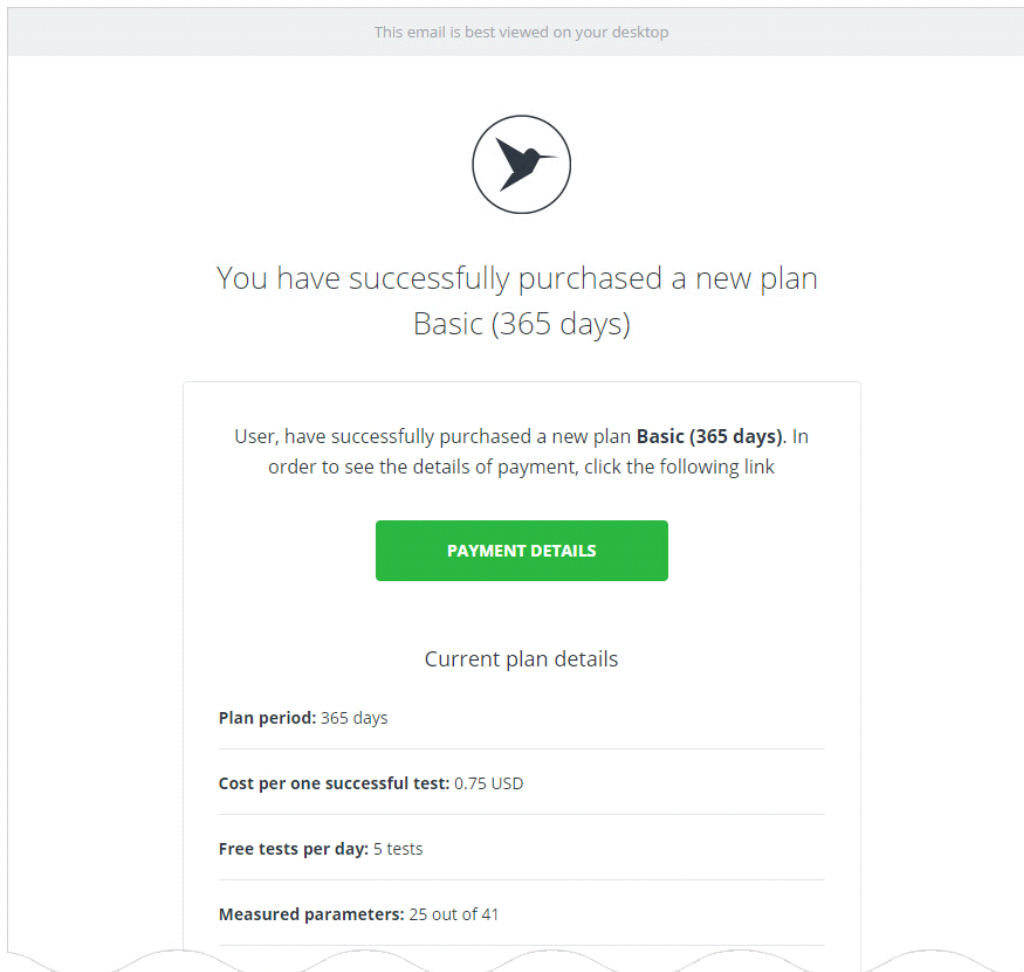 This email is best viewed on your desktop
You have successfully purchased a new plan
Basic (365 days)
User, have successfully purchased a new plan Basic (365 days). In
order to see the details of payment, click the following link
PAYMENT DETAILS
Current plan details
Plan period: 365 days
Cost per one successful test: 0.75 USD
Free tests per day: 5 tests
Measured parameters: 25 out of 41